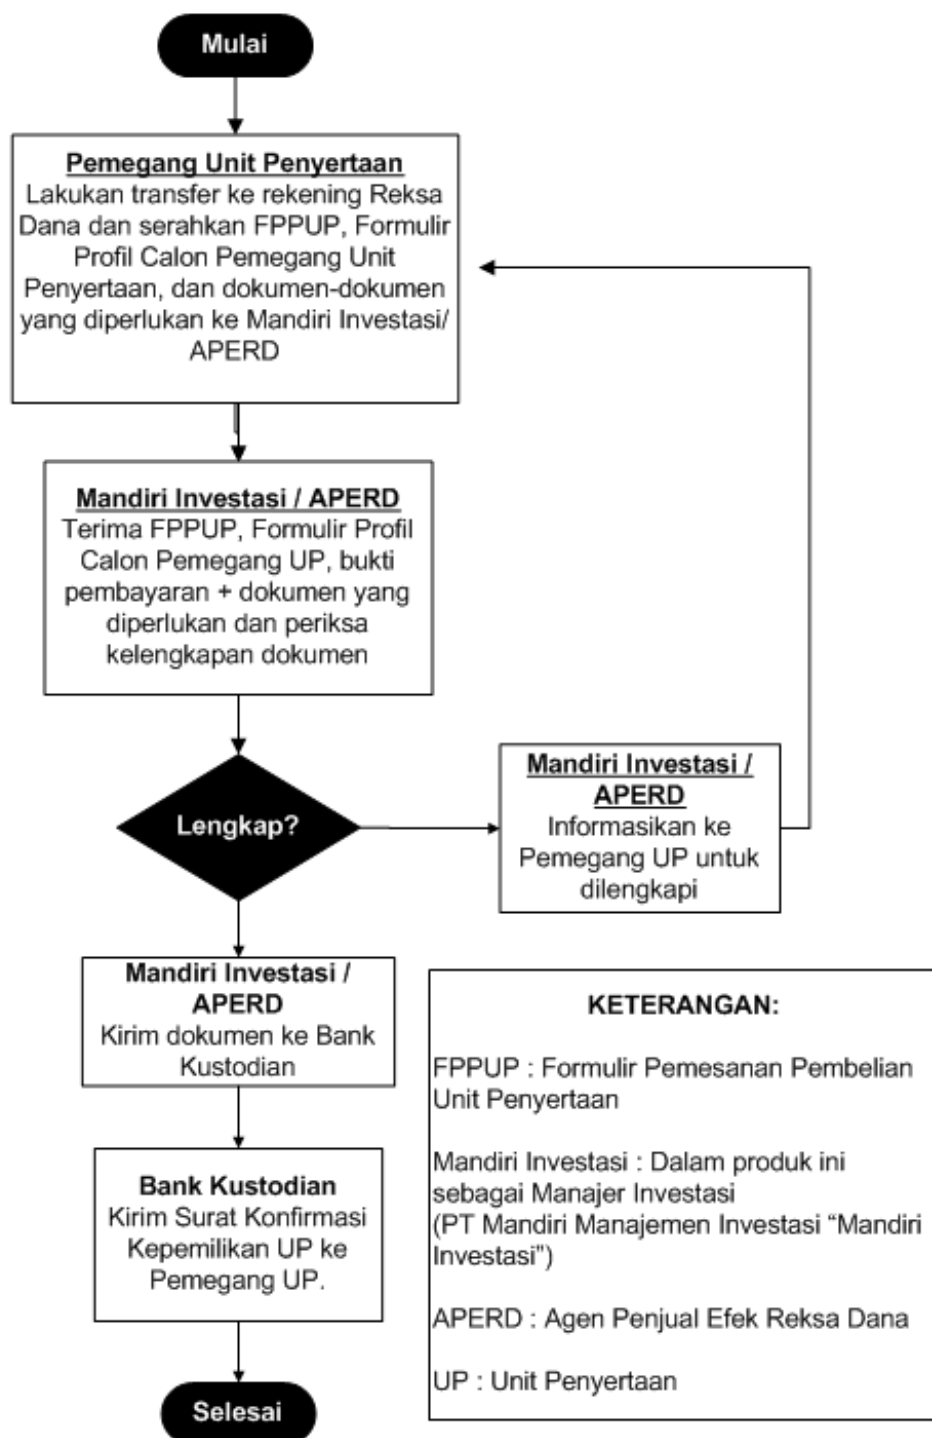 Mulai
Pemegang Unit Penyertaan
Lakukan transfer ke rekening Reksa
Dana dan serahkan FPPUP, Formulir
Profil Calon Pemegang Unit
Penyertaan, dan dokumen-dokumen
yang diperlukan ke Mandiri Investasi/
APERD
Mandiri Investasi / APERD
Terima FPPUP, Formulir Profil
Calon Pemegang UP, bukti
pembayaran + dokumen yang
diperlukan dan periksa
kelengkapan dokumen
Lengkap?
Mandiri Investasi /
APERD
Informasikan ke
Pemegang UP untuk
dilengkapi
Mandiri Investasi /
APERD
Kirim dokumen ke Bank
Kustodian
Bank Kustodian
Kirim Surat Konfirmasi
Kepemilikan UP ke
Pemegang UP.
Selesai
KETERANGAN:
FPPUP : Formulir Pemesanan Pembelian
Unit Penyertaan
Mandiri Investasi : Dalam produk ini
sebagai Manajer Investasi
(PT Mandiri Manajemen Investasi “Mandiri
Investasi”)
APERD : Agen Penjual Efek Reksa Dana
UP : Unit Penyertaan